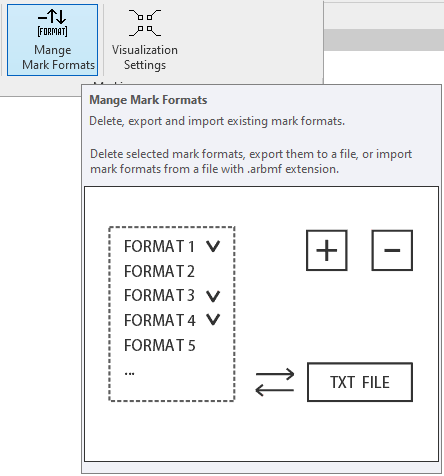 [FORMAT]
Mange
Mark Formats
Visualization
Settings
Mange Mark Formats
Delete, export and import existing mark formats.
Delete selected mark formats, export them to a file, or import
mark formats from a file with .arbmf extension.
FORMAT 1
FORMAT 2
FORMAT 3
FORMAT 4
FORMAT 5
...
+ −
TXT FILE